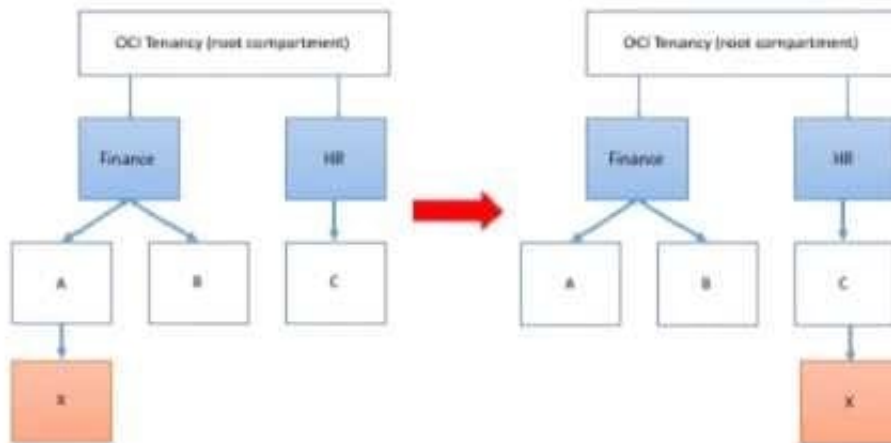 OCI Tenancy (root compartment)
OCI Tenancy (root compartment)
Finance
HR
Finance
HR
A
B
C
A
B
C
X
X